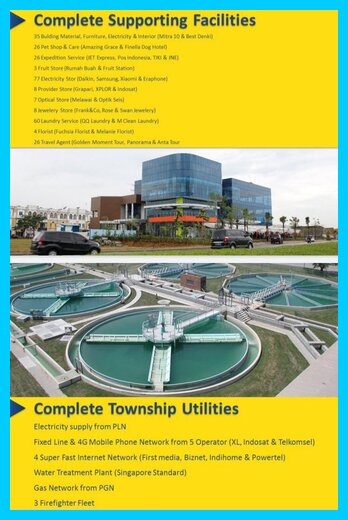 Complete Supporting Facilities
35 Building Material, Furniture, Electricity & Interior (Mitra 10 & Best Denki)
26 Pet Shop & Care (Amazing Grace & Finella Dog Hotel)
26 Expedition Service (JET Express, Pos Indonesia, TIKI & JNE)
3 Fruit Store (Rumah Buah & Fruit Station)
77 Electricity Stor (Daikin, Samsung, Xiaomi & Eraphone)
8 Provider Store (Grapari, XPLOR & Indosat)
7 Optical Store (Melawai & Optik Seis)
8 Jewelery Store (Frank&Co, Rose & Swan Jewelery)
60 Laundry Service (QQ Laundry & M Clean Laundry)
4 Florist (Fuchsia Florist & Melanie Florist)
26 Travel Agent (Golden Moment Tour, Panorama & Anta Tour
Complete Township Utilities
Electricity supply from PLN
Fixed Line & 4G Mobile Phone Network from 5 Operator (XL, Indosat & Telkomsel)
4 Super Fast Internet Network (First media, Biznet, Indihome & Powertel)
Water Treatment Plant (Singapore Standard)
Gas Network from PGN
3 Firefighter Fleet